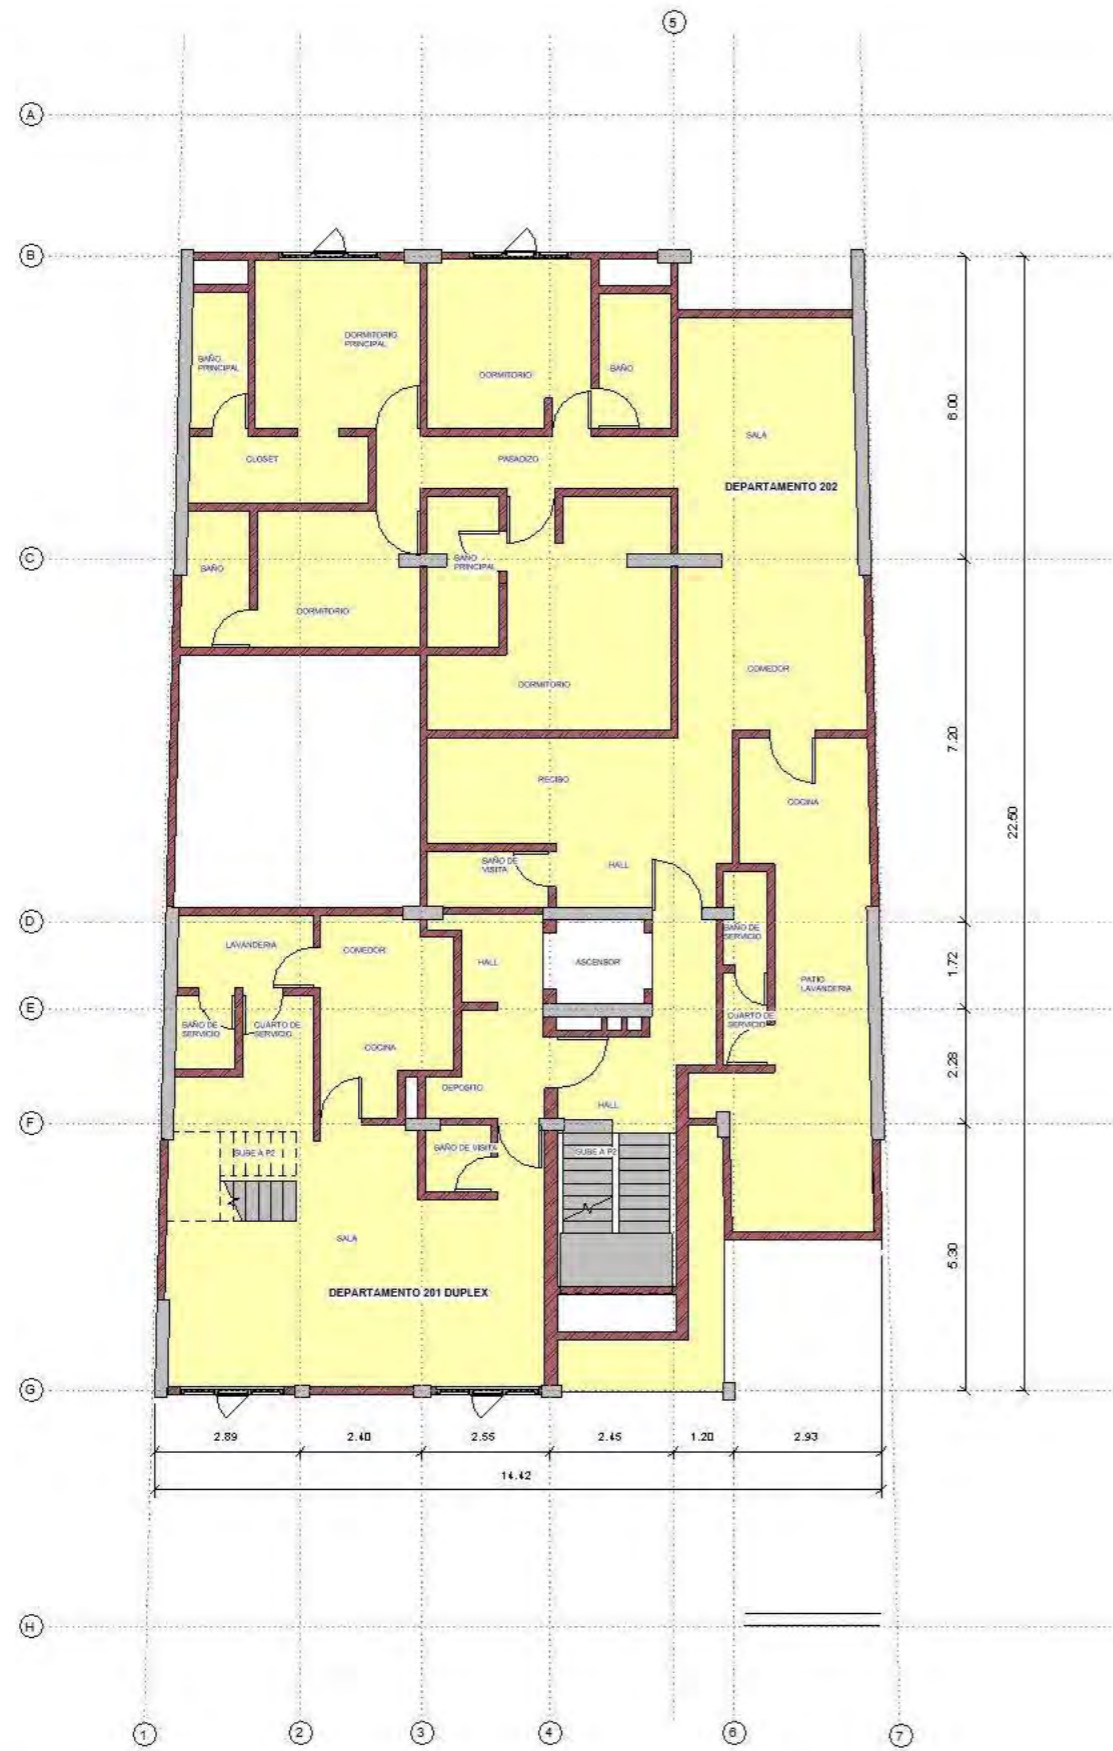 5
A
B
DORMITORIO
PRINCIPAL
BAÑO
PRINCIPAL
DORMITORIO
BAÑO
6.00
SALA
CLOSET
PASADIZO
DEPARTAMENTO 202
C
BAÑO
PRINCIPAL
BAÑO
DORMITORIO
COMEDOR
DORMITORIO
7.20
RECIBO
COCINA
22.50
BAÑO DE
VISITA
HALL
D
BAÑO DE
SERVICIO
LAVANDERIA
COMEDOR
HALL
ASCENSOR
1.72
PATIO
LAVANDERIA
E
BAÑO DE
SERVICIO
CUARTO DE
SERVICIO
CUARTO DE
SERVICIO
COCINA
2.28
DEPOSITO
HALL
F
BAÑO DE VISITA
SUBE A P2
SUBE A P2
SALA
5.30
DEPARTAMENTO 201 DUPLEX
G
2.89
2.40
2.55
2.45
1.20
2.93
14.42
H
1
2
3
4
6
7